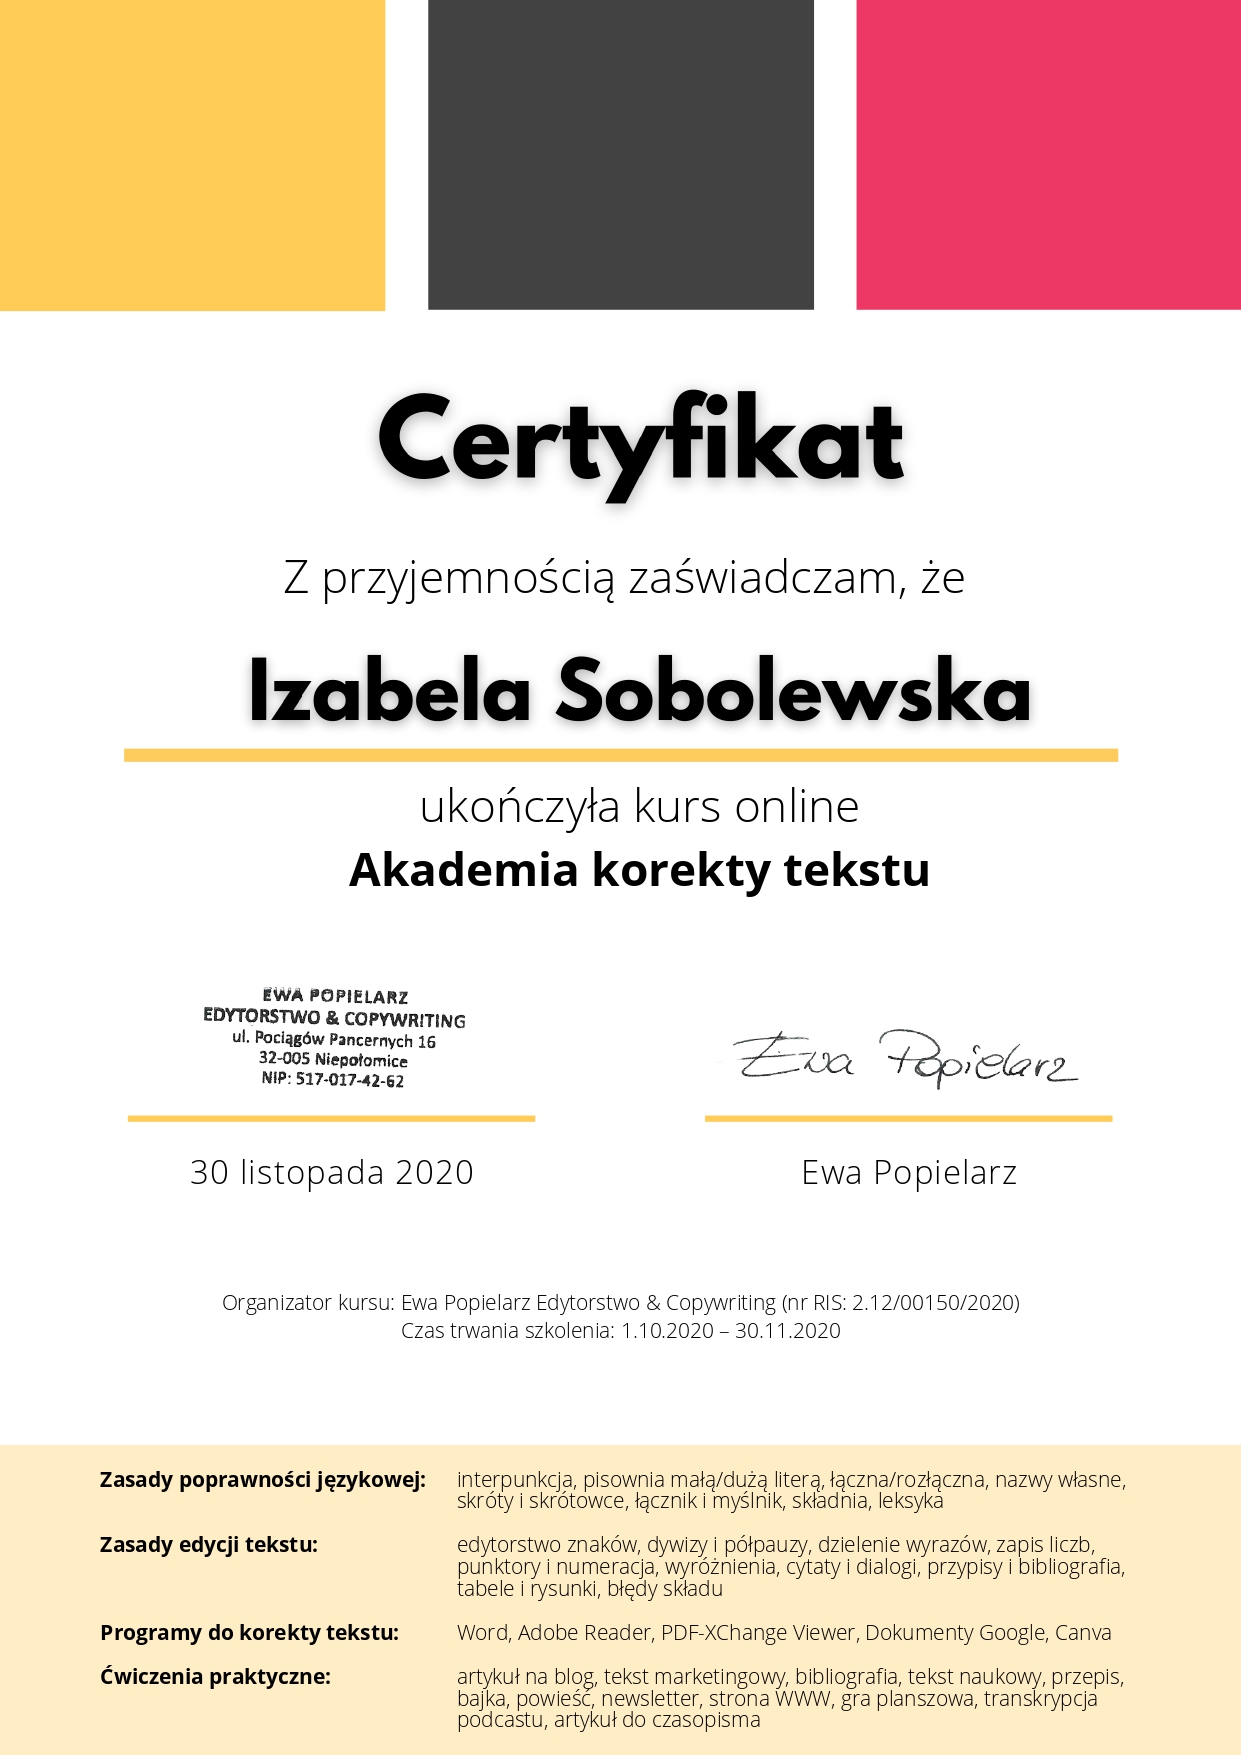 Certyfikat
Z przyjemnością zaświadczam, że
Izabela Sobolewska
ukończyła kurs online
Akademia korekty tekstu
EWA POPIELARZ
EDYTORSTWO & COPYWRITING
ul. Pociągów Pancernych 16
32-005 Niepołomice
NIP: 517-017-42-62
Ewa Popielarz
30 listopada 2020
Ewa Popielarz
Organizator kursu: Ewa Popielarz Edytorstwo & Copywriting (nr RIS: 2.12/00150/2020)
Czas trwania szkolenia: 1.10.2020 – 30.11.2020
Zasady poprawności językowej: interpunkcja, pisownia małą/dużą literą, łączna/rozłączna, nazwy własne,
skróty i skrótowce, łącznik i myślnik, składnia, leksyka
Zasady edycji tekstu: edytorstwo znaków, dywizy i półpauzy, dzielenie wyrazów, zapis liczb,
punktory i numeracja, wyróżnienia, cytaty i dialogi, przypisy i bibliografia,
tabele i rysunki, błędy składu
Programy do korekty tekstu: Word, Adobe Reader, PDF-XChange Viewer, Dokumenty Google, Canva
Ćwiczenia praktyczne: artykuł na blog, tekst marketingowy, bibliografia, tekst naukowy, przepis,
bajka, powieść, newsletter, strona WWW, gra planszowa, transkrypcja
podcastu, artykuł do czasopisma